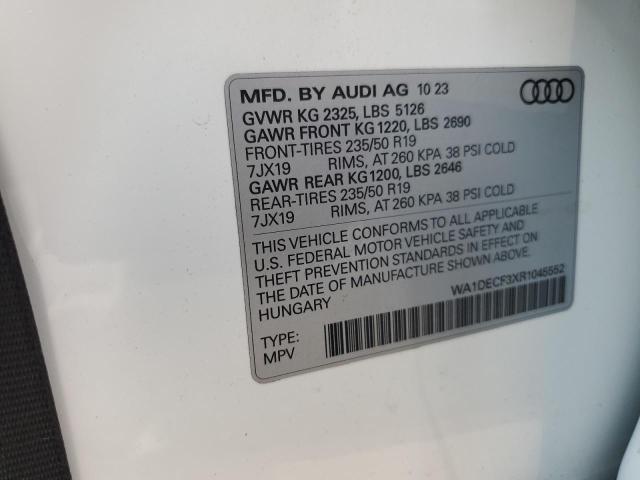 MFD. BY AUDI AG 10 23
GVWR KG 2325, LBS 5126
GAWR FRONT KG 1220, LBS 2690
FRONT-TIRES 235/50 R19
7JX19 RIMS, AT 260 KPA 38 PSI COLD
GAWR REAR KG 1200, LBS 2646
REAR-TIRES 235/50 R19
7JX19 RIMS, AT 260 KPA 38 PSI COLD
THIS VEHICLE CONFORMS TO ALL APPLICABLE
U.S. FEDERAL MOTOR VEHICLE SAFETY AND
THEFT PREVENTION STANDARDS IN EFFECT ON
THE DATE OF MANUFACTURE SHOWN ABOVE.
HUNGARY
WA1DECF3XR1045552
TYPE:
MPV